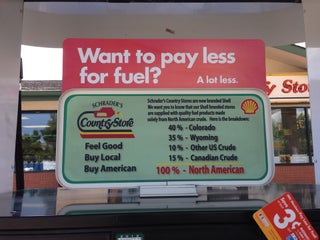 Want to pay less
for fuel?
A lot less.
SCHRADER'S
Country Store
Feel Good
Buy Local
Buy American
Schrader's Country Stores are now branded Shell
We want you to know that our Shell branded stores
are supplied with quality fuel products made
solely from North American crude. Here is the breakdown:
40 % - Colorado
35 % - Wyoming
10 % - Other US Crude
15 % - Canadian Crude
100 % - North American
y Sto
3¢